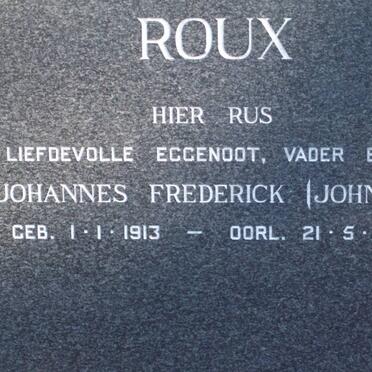 ROUX
HIER RUS
LIEFDEVOLLE EGGENOOT, VADER
JOHANNES FREDERICK (JOHN
GEB. 1·1·1913 — OORL. 21·5·